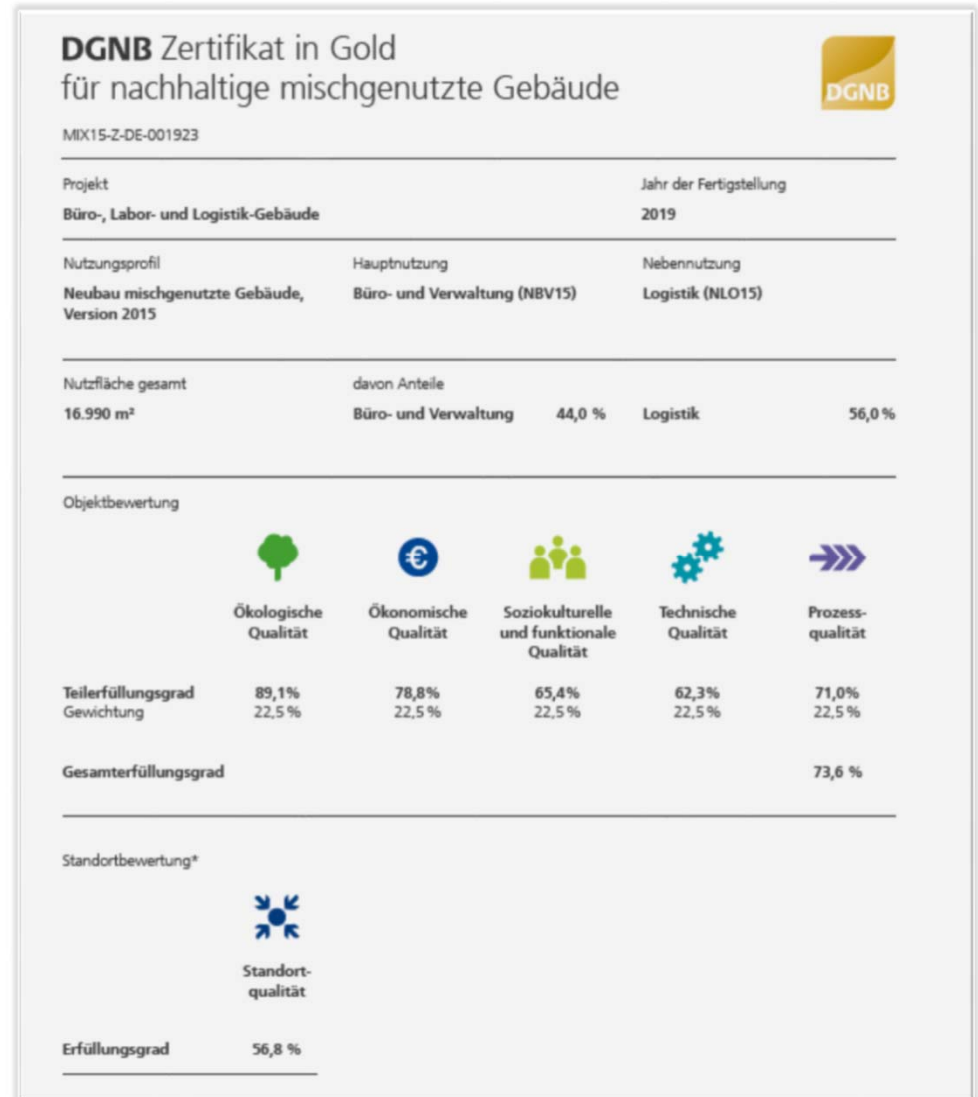 DGNB Zertifikat in Gold
für nachhaltige mischgenutzte Gebäude
DGNB
MIX15-Z-DE-001923
Projekt Jahr der Fertigstellung
Büro-, Labor- und Logistik-Gebäude 2019
Nutzungsprofil Hauptnutzung Nebennutzung
Neubau mischgenutzte Gebäude, Büro- und Verwaltung (NBV15) Logistik (NLO15)
Version 2015
Nutzfläche gesamt davon Anteile
16.990 m² Büro- und Verwaltung 44,0 % Logistik 56,0 %
Objektbewertung
€
Ökologische Ökonomische Soziokulturelle Technische Prozess-
Qualität Qualität und funktionale Qualität qualität
Qualität
Teilerfüllungsgrad 89,1% 78,8% 65,4% 62,3% 71,0%
Gewichtung 22,5 % 22,5 % 22,5 % 22,5 % 22,5 %
Gesamterfüllungsgrad 73,6 %
Standortbewertung*
Standort-
qualität
Erfüllungsgrad 56,8 %